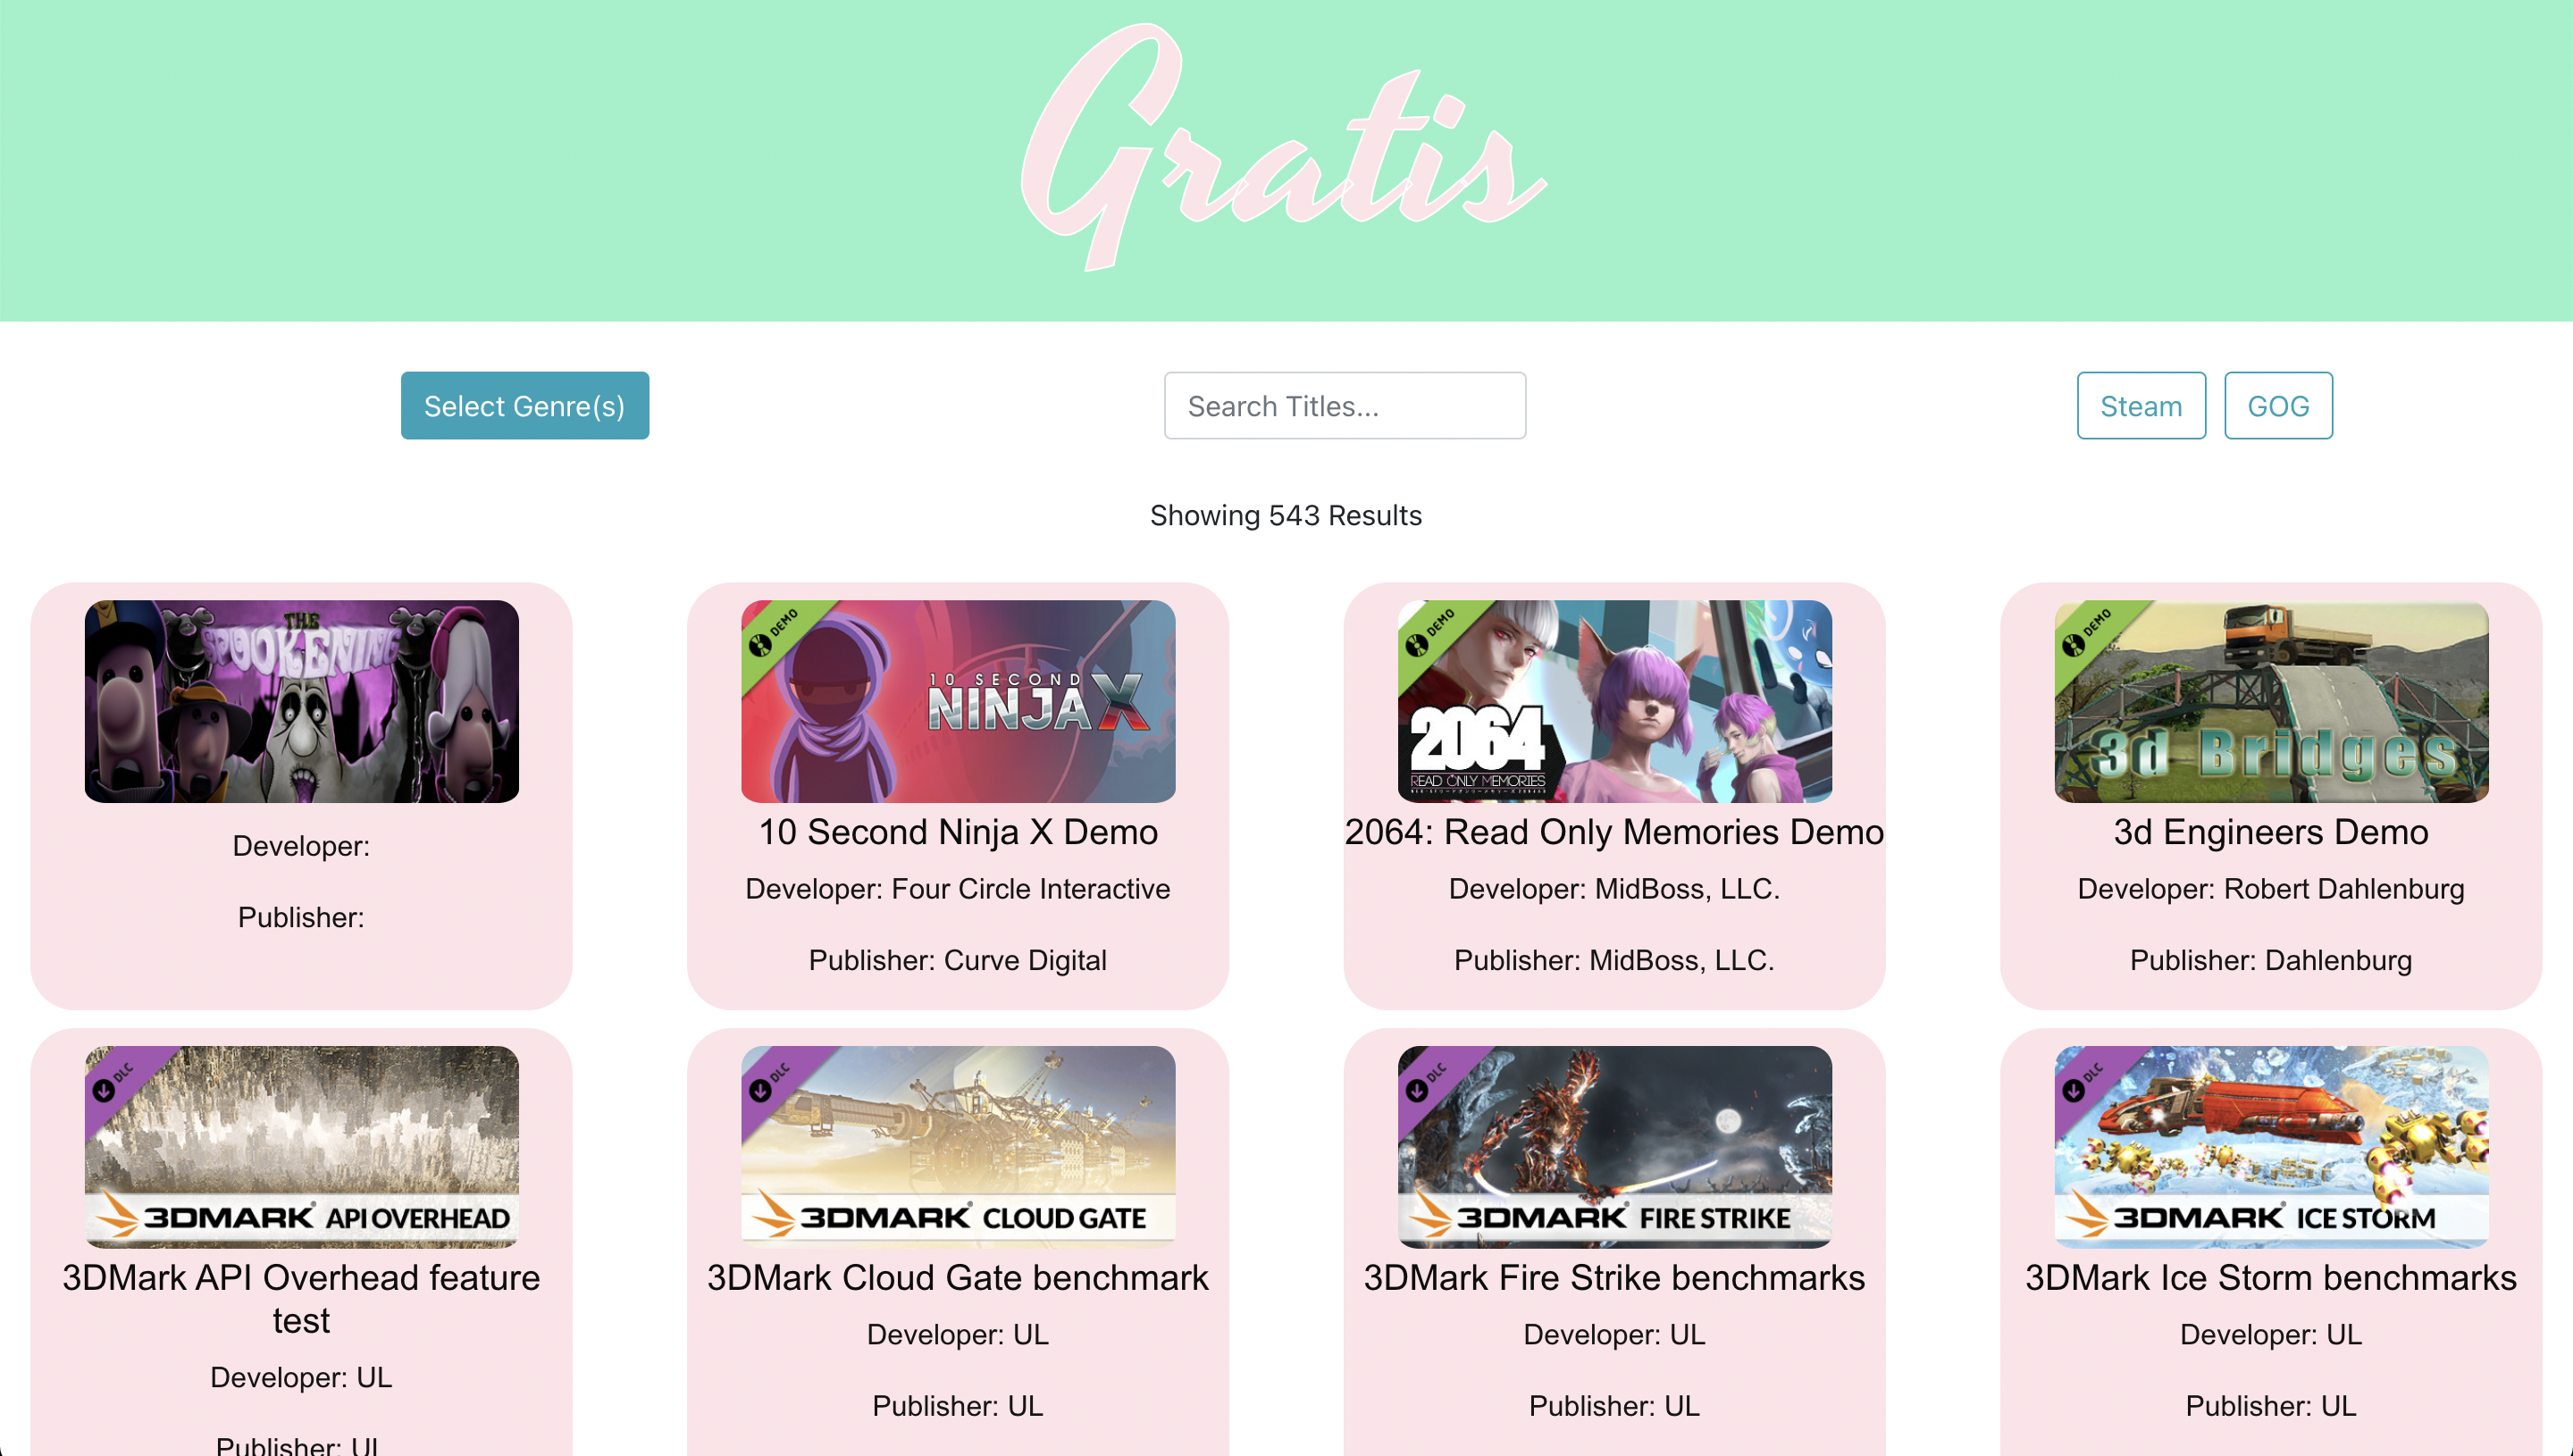 Gratis
Select Genre(s)
Search Titles...
Steam
GOG
Showing 543 Results
THE
SPOOKENING
Developer:
Publisher:
DEMO
10 SECOND
NINJA X
10 Second Ninja X Demo
Developer: Four Circle Interactive
Publisher: Curve Digital
DEMO
2064
READ ONLY MEMORIES
2064: Read Only Memories Demo
Developer: MidBoss, LLC.
Publisher: MidBoss, LLC.
DEMO
3d Bridges
3d Engineers Demo
Developer: Robert Dahlenburg
Publisher: Dahlenburg
DLC
3DMARK® API OVERHEAD
3DMark API Overhead feature
test
Developer: UL
Publisher: UL
DLC
3DMARK® CLOUD GATE
3DMark Cloud Gate benchmark
Developer: UL
Publisher: UL
DLC
3DMARK® FIRE STRIKE
3DMark Fire Strike benchmarks
Developer: UL
Publisher: UL
DLC
3DMARK® ICE STORM
3DMark Ice Storm benchmarks
Developer: UL
Publisher: UL